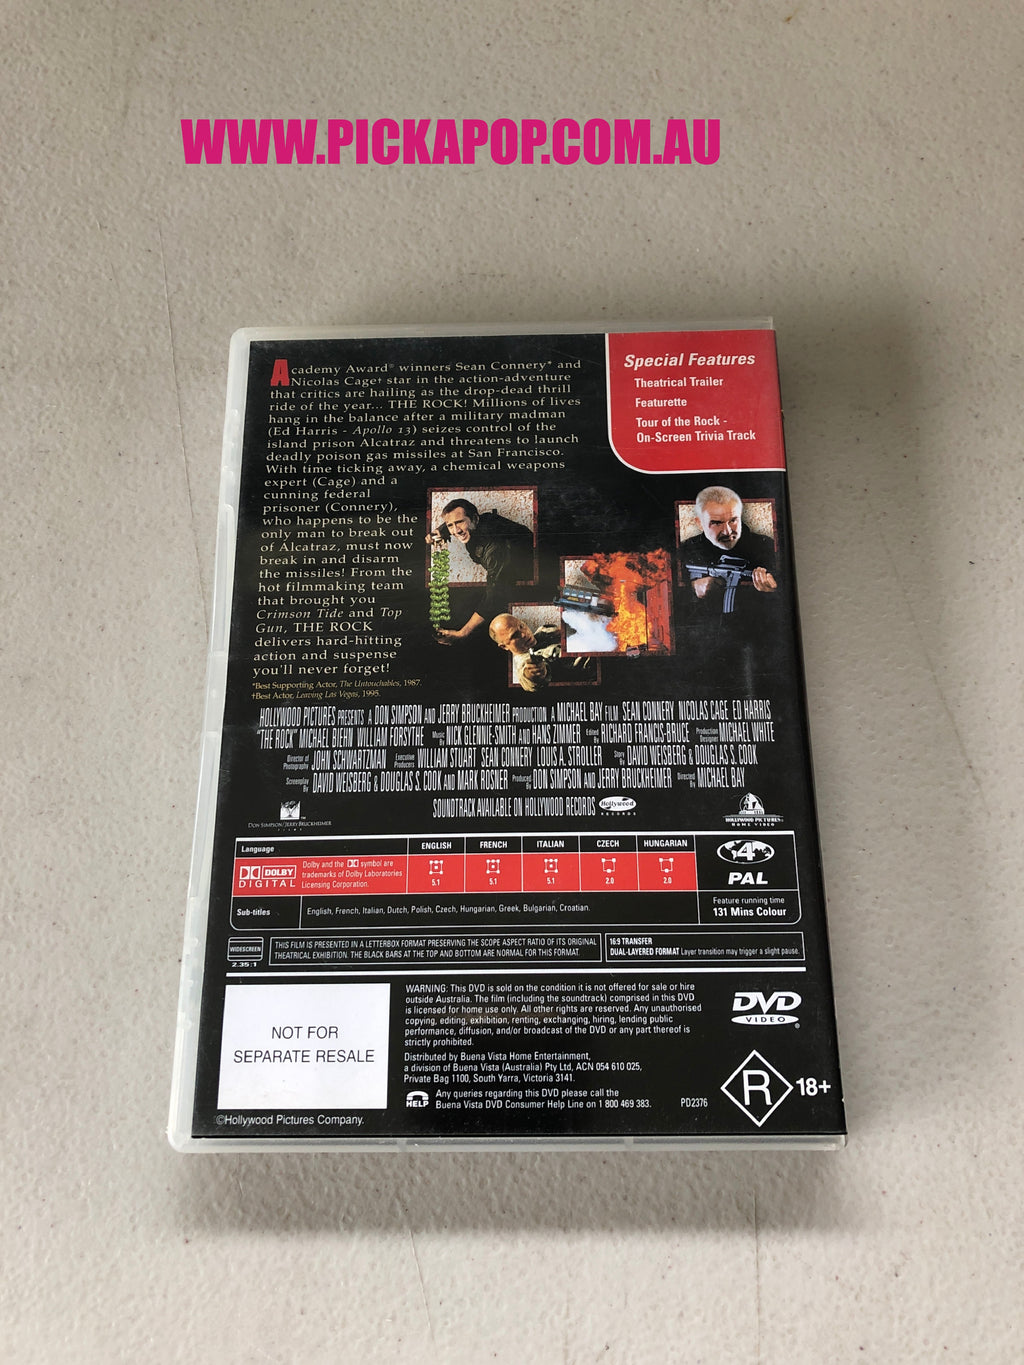 WWW.PICKAPOP.COM.AU
Academy Award® winners Sean Connery* and
Nicolas Cage† star in the action-adventure
that critics are hailing as the drop-dead thrill
ride of the year... THE ROCK! Millions of lives
hang in the balance after a military madman
(Ed Harris - Apollo 13) seizes control of the
island prison Alcatraz and threatens to launch
deadly poison gas missiles at San Francisco.
With time ticking away, a chemical weapons
expert (Cage) and a
cunning federal
prisoner (Connery),
who happens to be the
only man to break out
of Alcatraz, must now
break in and disarm
the missiles! From the
hot filmmaking team
that brought you
Crimson Tide and Top
Gun, THE ROCK
delivers hard-hitting
action and suspense
you'll never forget!
*Best Supporting Actor, The Untouchables, 1987.
†Best Actor, Leaving Las Vegas, 1995.
Special Features
Theatrical Trailer
Featurette
Tour of the Rock -
On-Screen Trivia Track
HOLLYWOOD PICTURES PRESENTS A DON SIMPSON AND JERRY BRUCKHEIMER PRODUCTION A MICHAEL BAY FILM SEAN CONNERY NICOLAS CAGE ED HARRIS
"THE ROCK" MICHAEL BIEHN WILLIAM FORSYTHE Music By NICK GLENNIE-SMITH AND HANS ZIMMER Edited By RICHARD FRANCIS-BRUCE Production Designer MICHAEL WHITE
Director of Photography JOHN SCHWARTZMAN Executive Producers WILLIAM STUART SEAN CONNERY LOUIS A. STROLLER Story By DAVID WEISBERG & DOUGLAS S. COOK
Screenplay By DAVID WEISBERG & DOUGLAS S. COOK AND MARK ROSNER Produced By DON SIMPSON AND JERRY BRUCKHEIMER Directed By MICHAEL BAY
SOUNDTRACK AVAILABLE ON HOLLYWOOD RECORDS Hollywood RECORDS
DON SIMPSON/JERRY BRUCKHEIMER
FILMS
HOLLYWOOD PICTURES
HOME VIDEO
Language ENGLISH FRENCH ITALIAN CZECH HUNGARIAN
DOLBY DIGITAL
Dolby and the DD symbol are
trademarks of Dolby Laboratories
Licensing Corporation.
5.1 5.1 5.1 2.0 2.0
4
PAL
Sub-titles English, French, Italian, Dutch, Polish, Czech, Hungarian, Greek, Bulgarian, Croatian.
Feature running time
131 Mins Colour
WIDESCREEN
2.35:1
THIS FILM IS PRESENTED IN A LETTERBOX FORMAT PRESERVING THE SCOPE ASPECT RATIO OF ITS ORIGINAL
THEATRICAL EXHIBITION. THE BLACK BARS AT THE TOP AND BOTTOM ARE NORMAL FOR THIS FORMAT.
16:9 TRANSFER
DUAL-LAYERED FORMAT Layer transition may trigger a slight pause.
NOT FOR
SEPARATE RESALE
©Hollywood Pictures Company.
WARNING: This DVD is sold on the condition it is not offered for sale or hire
outside Australia. The film (including the soundtrack) comprised in this DVD
is licensed for home use only. All other rights are reserved. Any unauthorised
copying, editing, exhibition, renting, exchanging, hiring, lending public
performance, diffusion, and/or broadcast of the DVD or any part thereof is
strictly prohibited.
Distributed by Buena Vista Home Entertainment,
a division of Buena Vista (Australia) Pty Ltd, ACN 054 610 025,
Private Bag 1100, South Yarra, Victoria 3141.
HELP
Any queries regarding this DVD please call the
Buena Vista DVD Consumer Help Line on 1 800 469 383.
PD2376
DVD
VIDEO
R 18+